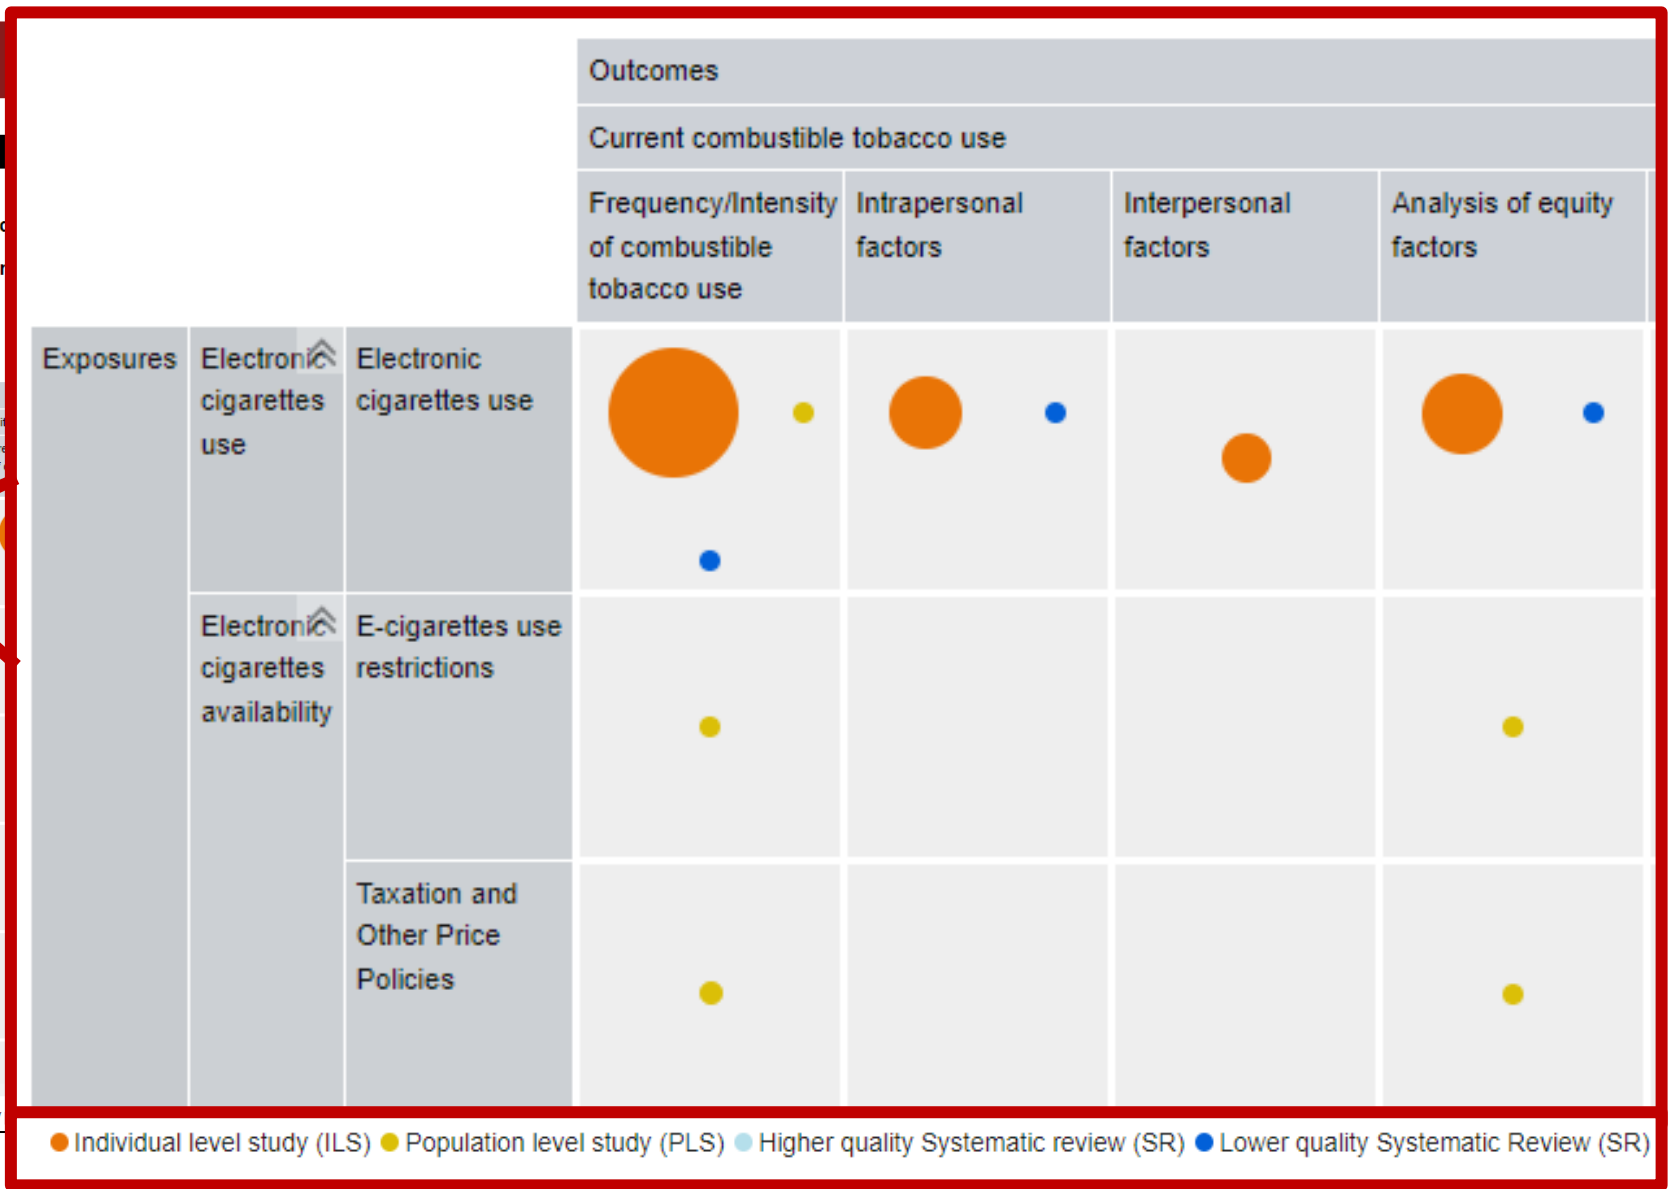 Outcomes
Current combustible tobacco use
Frequency/Intensity
of combustible
tobacco use
Intrapersonal
factors
Interpersonal
factors
Analysis of equity
factors
Exposures
Electronic
cigarettes
use
Electronic
cigarettes use
Electronic
cigarettes
availability
E-cigarettes use
restrictions
Taxation and
Other Price
Policies
Individual level study (ILS) Population level study (PLS) Higher quality Systematic review (SR) Lower quality Systematic Review (SR)